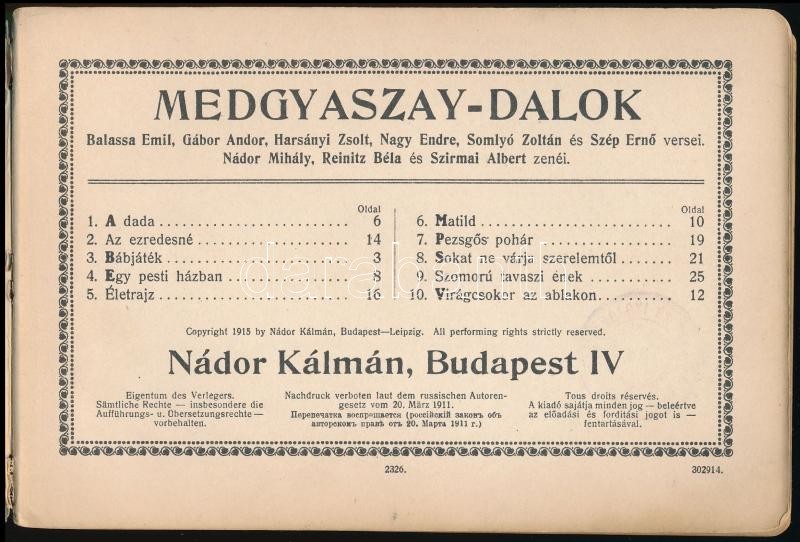 MEDGYASZAY-DALOK
Balassa Emil, Gábor Andor, Harsányi Zsolt, Nagy Endre, Somlyó Zoltán és Szép Ernő versei.
Nádor Mihály, Reinitz Béla és Szirmai Albert zenéi.
Oldal
1. A dada . . . . . . . . . . . . . . . . . . . . 6
2. Az ezredesné . . . . . . . . . . . . . . . . 14
3. Bábjáték . . . . . . . . . . . . . . . . . . 3
4. Egy pesti házban . . . . . . . . . . . . . 8
5. Életrajz . . . . . . . . . . . . . . . . . . . 16
Oldal
6. Matild . . . . . . . . . . . . . . . . . . . 10
7. Pezsgős pohár . . . . . . . . . . . . . . 19
8. Sokat ne várja szerelemtől . . . . . . 21
9. Szomorú tavaszi ének . . . . . . . . . 25
10. Virágcsokor az ablakon . . . . . . . . 12
Copyright 1915 by Nádor Kálmán, Budapest—Leipzig. All performing rights strictly reserved.
Nádor Kálmán, Budapest IV
Eigentum des Verlegers.
Sämtliche Rechte — insbesondere die
Aufführungs- u. Übersetzungsrechte —
vorbehalten.
Nachdruck verboten laut dem russischen Autoren-
gesetz vom 20. März 1911.
Перепечатка воспрещается (россійскій законъ объ
авторскомъ правѣ отъ 20. Марта 1911 г.)
Tous droits réservés.
A kiadó sajátja minden jog — beleértve
az előadási és fordítási jogot is —
fentartásával.
2326.
302914.
darabanth